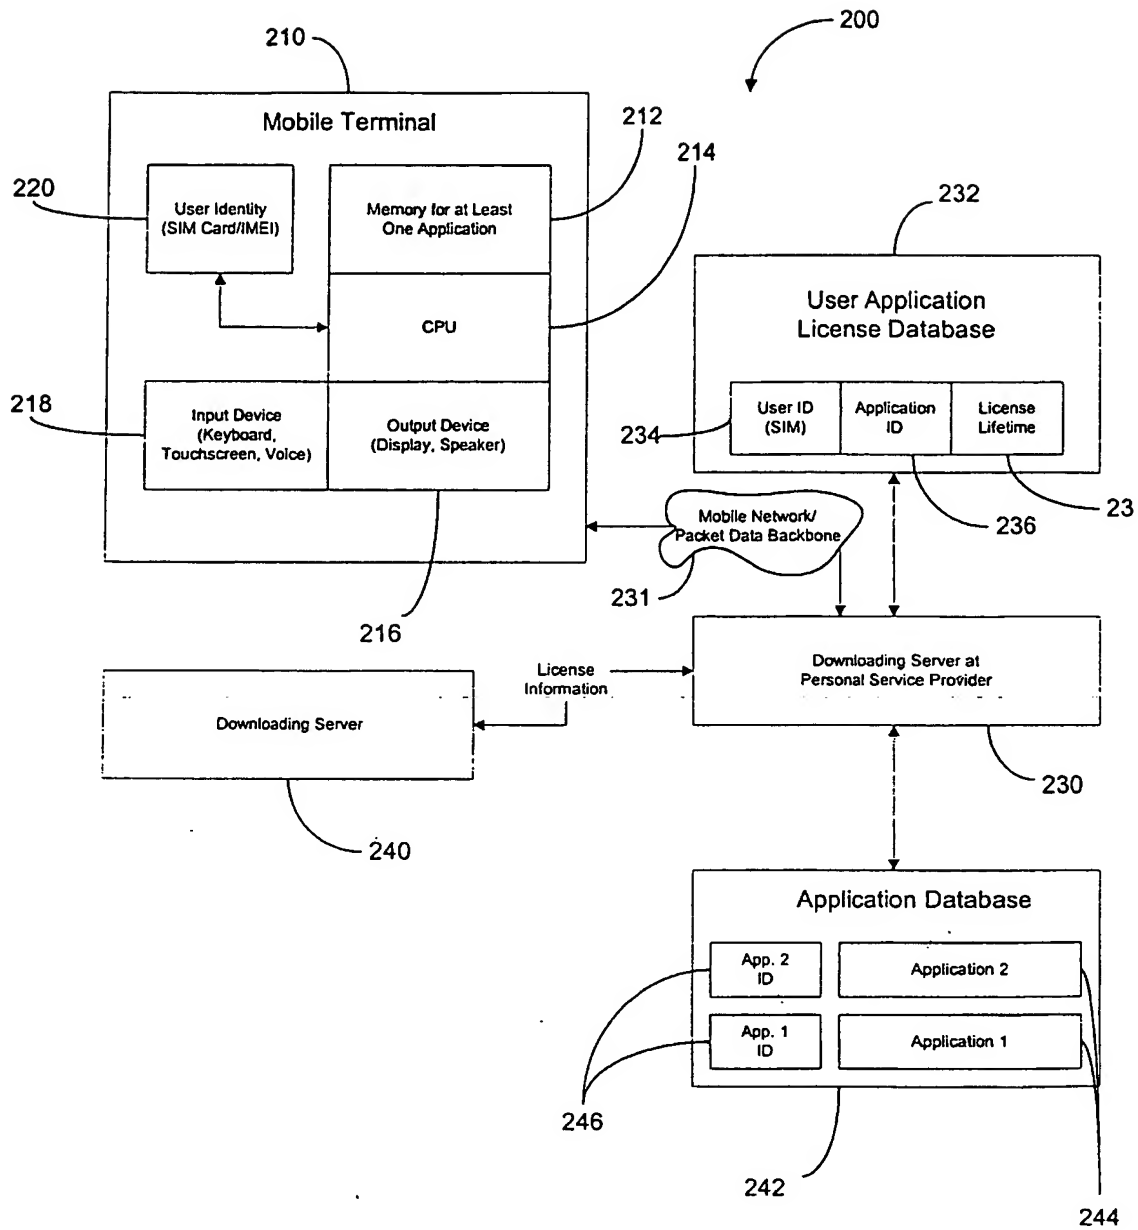 200
210
Mobile Terminal
212
214
220
User Identity
(SIM Card/IMEI)
Memory for at Least
One Application
CPU
218
Input Device
(Keyboard,
Touchscreen, Voice)
Output Device
(Display, Speaker)
216
232
User Application
License Database
234
User ID
(SIM)
Application
ID
License
Lifetime
236
23
Mobile Network/
Packet Data Backbone
231
Downloading Server at
Personal Service Provider
230
License
Information
Downloading Server
240
Application Database
App. 2
ID
Application 2
App. 1
ID
Application 1
246
242
244